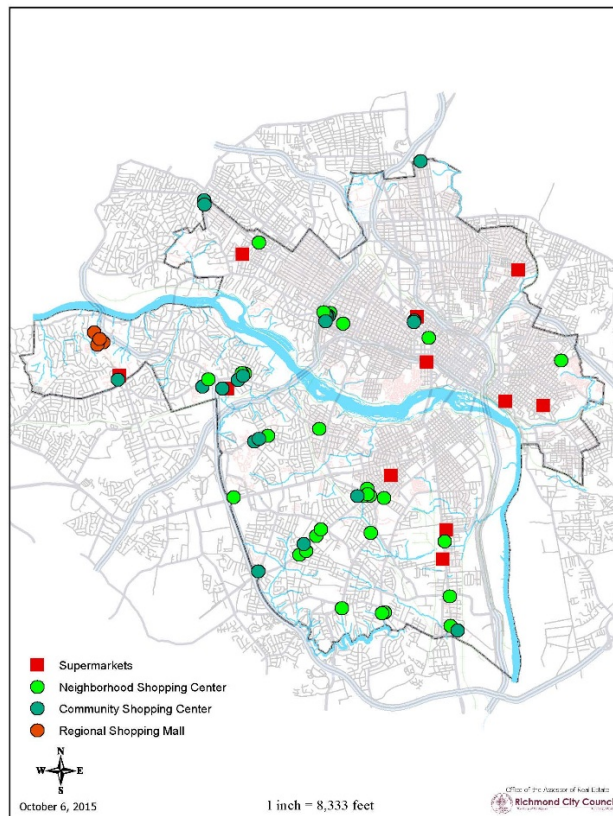 Supermarkets
Neighborhood Shopping Center
Community Shopping Center
Regional Shopping Mall
N
W E
S
October 6, 2015
1 inch = 8,333 feet
Office of the Assessor of Real Estate
Richmond City Council